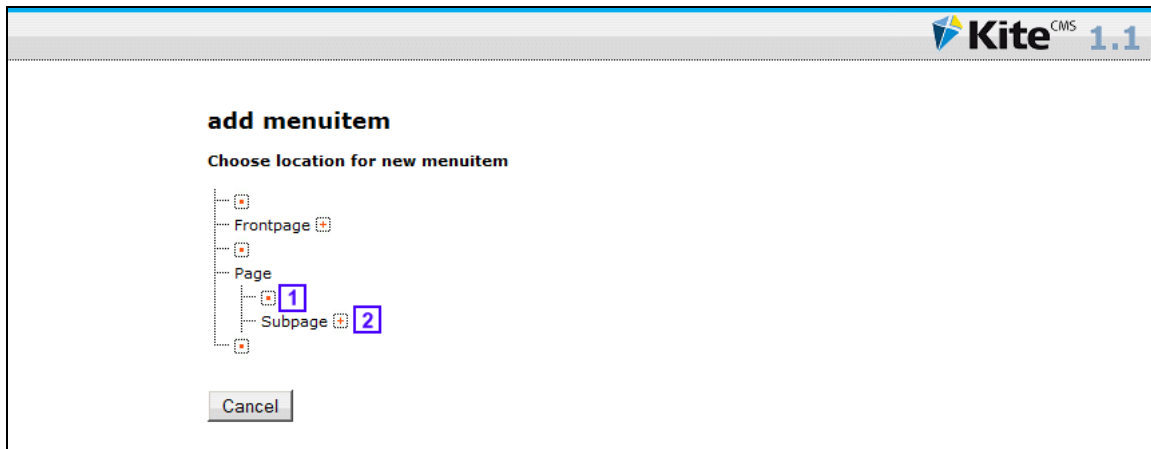 Kite CMS 1.1
add menuitem
Choose location for new menuitem
Frontpage
Page
1
Subpage 2
Cancel